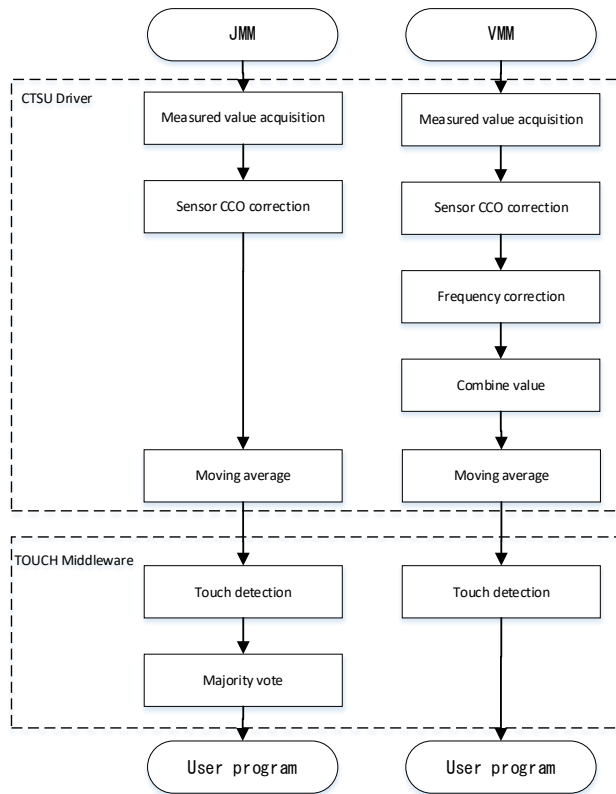 JMM
VMM
CTSU Driver
Measured value acquisition
Measured value acquisition
Sensor CCO correction
Sensor CCO correction
Frequency correction
Combine value
Moving average
Moving average
TOUCH Middleware
Touch detection
Touch detection
Majority vote
User program
User program